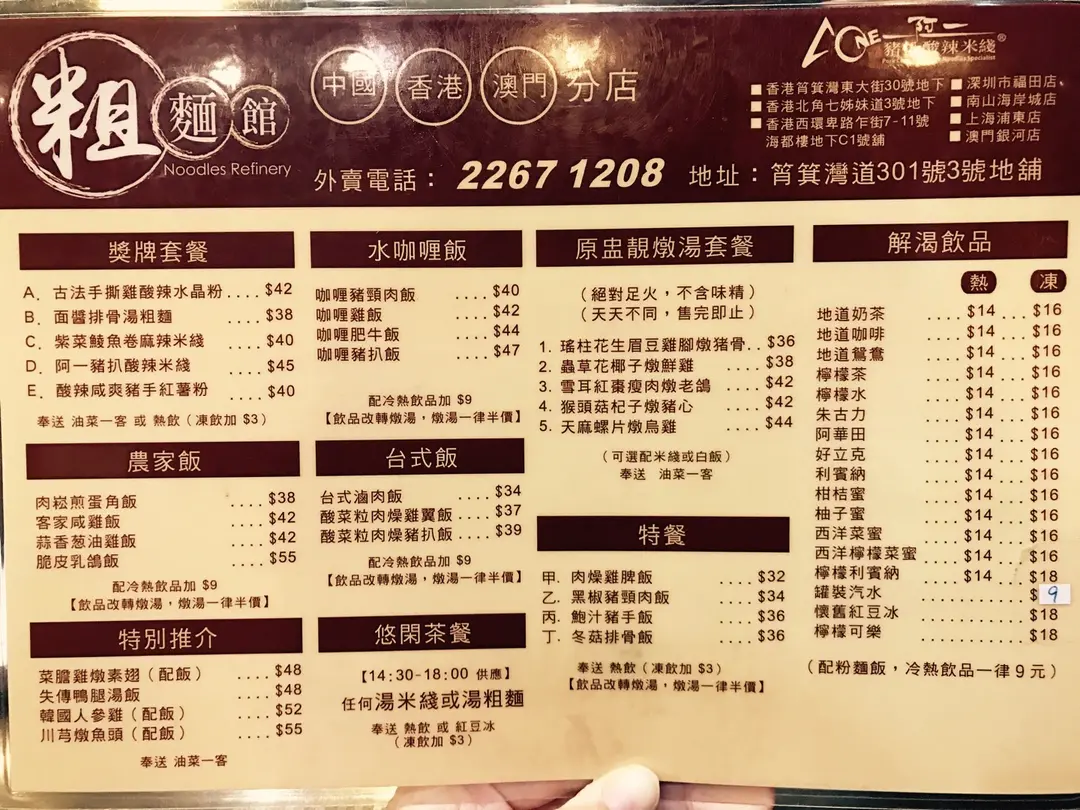 粗麵館
Noodles Refinery
中國 香港 澳門 分店
A ONE 阿一
豬扒酸辣米綫®
■ 香港筲箕灣東大街30號地下
■ 香港北角七姊妹道3號地下
■ 香港西環卑路乍街7-11號
海都樓地下C1號舖
■ 深圳市福田店
■ 南山海岸城店
■ 上海浦東店
■ 澳門銀河店
外賣電話： 2267 1208 地址：筲箕灣道301號3號地舖
獎牌套餐
A. 古法手撕雞酸辣水晶粉....$42
B. 面醬排骨湯粗麵 ....$38
C. 紫菜鯪魚卷麻辣米綫 ....$40
D. 阿一豬扒酸辣米綫 ....$45
E. 酸辣咸爽豬手紅薯粉 ....$40
奉送 油菜一客 或 熱飲（凍飲加 $3）
農家飯
肉崧煎蛋角飯 ....$38
客家咸雞飯 ....$42
蒜香葱油雞飯 ....$42
脆皮乳鴿飯 ....$55
配冷熱飲品加 $9
【飲品改轉燉湯，燉湯一律半價】
特別推介
菜膽雞燉素翅（配飯） ....$48
失傳鴨腿湯飯 ....$48
韓國人參雞（配飯） ....$52
川芎燉魚頭（配飯） ....$55
奉送 油菜一客
水咖喱飯
咖喱豬頸肉飯 ....$40
咖喱雞飯 ....$42
咖喱肥牛飯 ....$44
咖喱豬扒飯 ....$47
配冷熱飲品加 $9
【飲品改轉燉湯，燉湯一律半價】
台式飯
台式滷肉飯 ....$34
酸菜粒肉燥雞翼飯 ....$37
酸菜粒肉燥豬扒飯 ....$39
配冷熱飲品加 $9
【飲品改轉燉湯，燉湯一律半價】
悠閑茶餐
【14:30-18:00 供應】
任何湯米綫或湯粗麵
奉送 熱飲 或 紅豆冰
（凍飲加 $3）
原盅靚燉湯套餐
（絕對足火，不含味精）
（天天不同，售完即止）
1. 瑤柱花生眉豆雞腳燉豬骨..$36
2. 蟲草花椰子燉鮮雞 ....$38
3. 雪耳紅棗瘦肉燉老鴿 ....$42
4. 猴頭菇杞子燉豬心 ....$42
5. 天麻螺片燉烏雞 ....$44
（可選配米綫或白飯）
奉送 油菜一客
特餐
甲. 肉燥雞脾飯 ....$32
乙. 黑椒豬頸肉飯 ....$34
丙. 鮑汁豬手飯 ....$36
丁. 冬菇排骨飯 ....$36
奉送 熱飲（凍飲加 $3）
【飲品改轉燉湯，燉湯一律半價】
解渴飲品
熱 凍
地道奶茶 ....$14...$16
地道咖啡 ....$14...$16
地道鴛鴦 ....$14...$16
檸檬茶 ....$14...$16
檸檬水 ....$14...$16
朱古力 ....$14...$16
阿華田 ....$14...$16
好立克 ....$14...$16
利賓納 ....$14...$16
柑桔蜜 ....$14...$16
柚子蜜 ....$14...$16
西洋菜蜜 ....$14...$16
西洋檸檬菜蜜 ....$14...$16
檸檬利賓納 ....$14...$18
罐裝汽水 ...........$9
懷舊紅豆冰 ...........$18
檸檬可樂 ...........$18
（配粉麵飯，冷熱飲品一律9元）